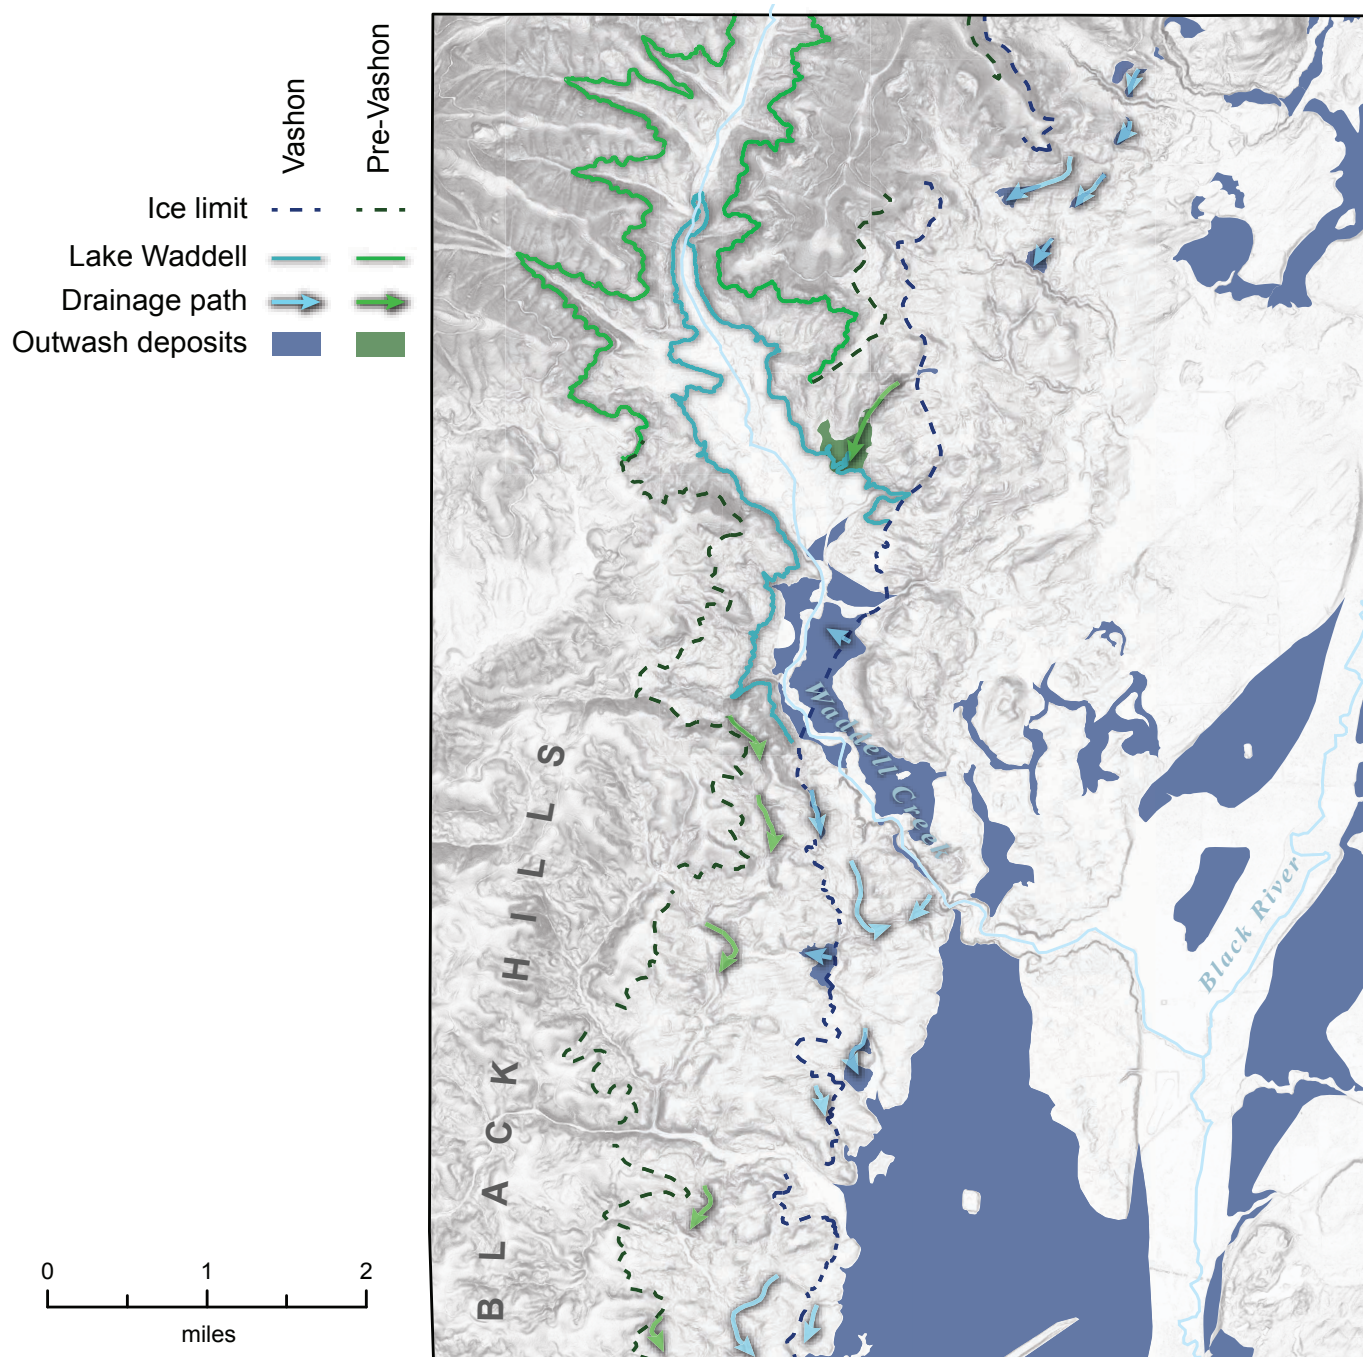 Vashon
Pre-Vashon
Ice limit
Lake Waddell
Drainage path
Outwash deposits
Waddell Creek
Black River
BLACK HILLS
0 1 2
miles